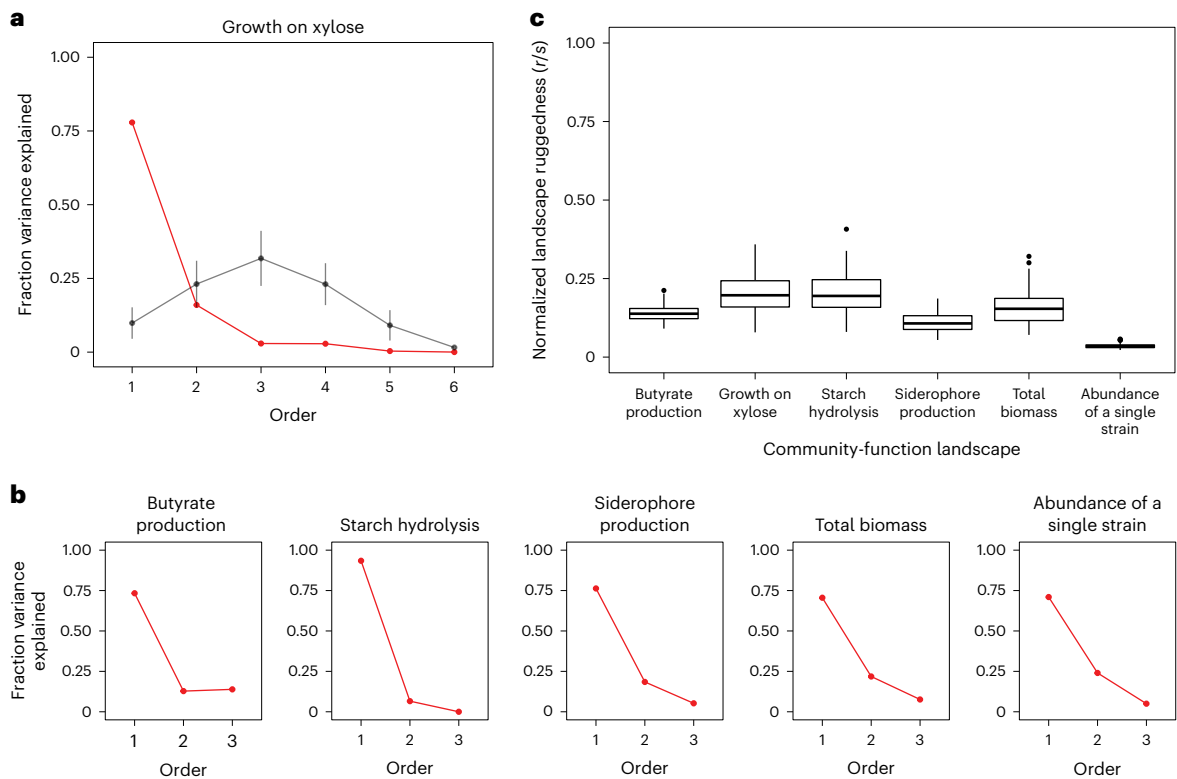 a
Growth on xylose
Fraction variance explained
1.00
0.75
0.50
0.25
0
1 2 3 4 5 6
Order
c
Normalized landscape ruggedness (r/s)
1.00
0.75
0.50
0.25
0
Butyrate
production
Growth on
xylose
Starch
hydrolysis
Siderophore
production
Total
biomass
Abundance
of a single
strain
Community-function landscape
b
Fraction variance
explained
Butyrate
production
1.00
0.75
0.50
0.25
0
1 2 3
Order
Starch hydrolysis
1.00
0.75
0.50
0.25
0
1 2 3
Order
Siderophore
production
1.00
0.75
0.50
0.25
0
1 2 3
Order
Total biomass
1.00
0.75
0.50
0.25
0
1 2 3
Order
Abundance of a
single strain
1.00
0.75
0.50
0.25
0
1 2 3
Order